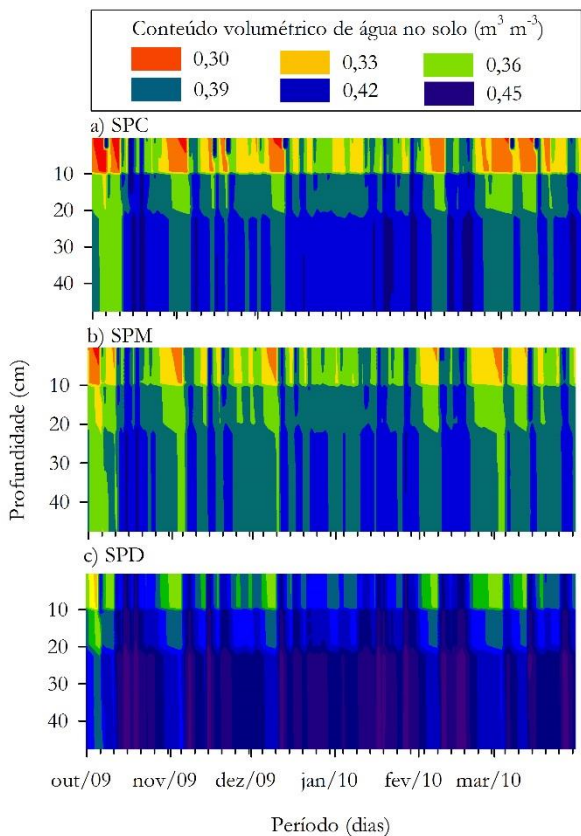 Conteúdo volumétrico de água no solo (m³ m⁻³)
0,30 0,33 0,36
0,39 0,42 0,45
a) SPC
10
20
30
40
b) SPM
10
20
30
40
c) SPD
10
20
30
40
Profundidade (cm)
out/09 nov/09 dez/09 jan/10 fev/10 mar/10
Período (dias)